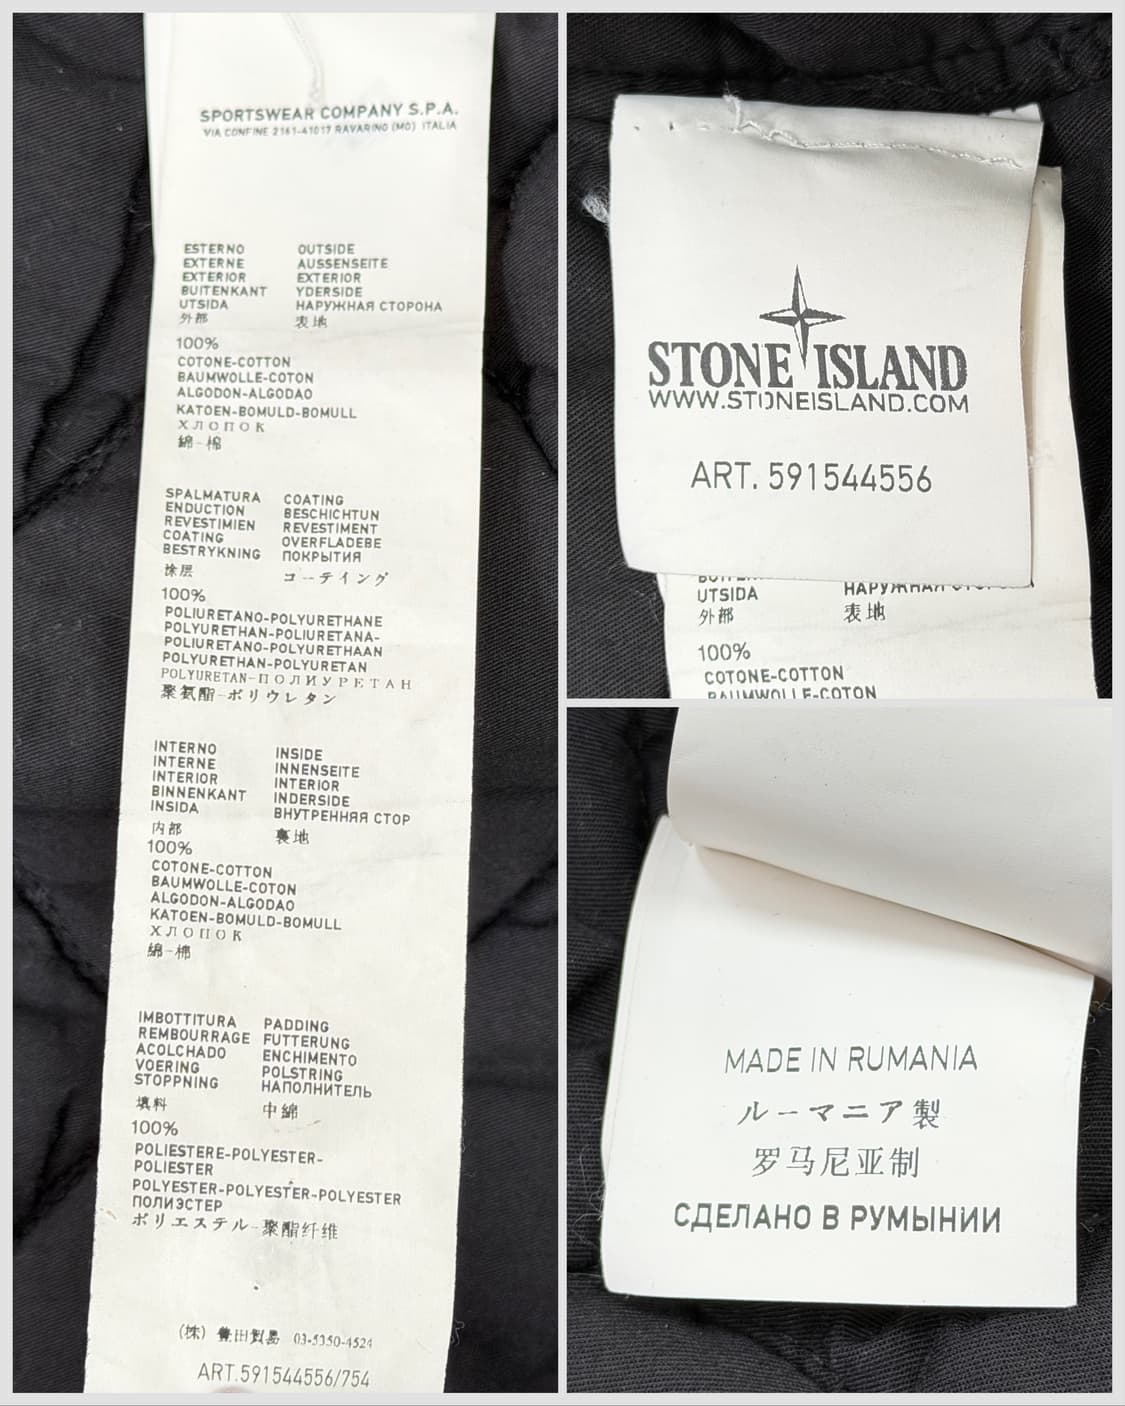 SPORTSWEAR COMPANY S.P.A.
VIA CONFINE 2161-41017 RAVARINO (MO) ITALIA
ESTERNO OUTSIDE
EXTERNE AUSSENSEITE
EXTERIOR EXTERIOR
BUITENKANT YDERSIDE
UTSIDA НАРУЖНАЯ СТОРОНА
外部 表地
100%
COTONE-COTTON
BAUMWOLLE-COTON
ALGODON-ALGODAO
KATOEN-BOMULD-BOMULL
ХЛОПОК
綿-棉
SPALMATURA COATING
ENDUCTION BESCHICHTUN
REVESTIMIEN REVESTIMENT
COATING OVERFLADEBE
BESTRYKNING ПОКРЫТИЯ
涂层 コーテイング
100%
POLIURETANO-POLYURETHANE
POLYURETHAN-POLIURETANA-
POLIURETANO-POLYURETHAAN
POLYURETHAN-POLYURETAN
POLYURETAN-ПОЛИУРЕТАН
聚氨酯-ポリウレタン
INTERNO INSIDE
INTERNE INNENSEITE
INTERIOR INTERIOR
BINNENKANT INDERSIDE
INSIDA ВНУТРЕННЯЯ СТОР
内部 裏地
100%
COTONE-COTTON
BAUMWOLLE-COTON
ALGODON-ALGODAO
KATOEN-BOMULD-BOMULL
ХЛОПОК
綿-棉
IMBOTTITURA PADDING
REMBOURRAGE FUTTERUNG
ACOLCHADO ENCHIMENTO
VOERING POLSTRING
STOPPNING НАПОЛНИТЕЛЬ
填料 中綿
100%
POLIESTERE-POLYESTER-
POLIESTER
POLYESTER-POLYESTER-POLYESTER
ПОЛИЭСТЕР
ポリエステル-聚酯纤维
(株) 豊田貿易 03-5350-4524
ART.591544556/754
STONE ISLAND
WWW.STONEISLAND.COM
ART. 591544556
UTSIDA НАРУЖНАЯ
外部 表地
100%
COTONE-COTTON
BAUMWOLLE-COTON
MADE IN RUMANIA
ルーマニア製
罗马尼亚制
СДЕЛАНО В РУМЫНИИ